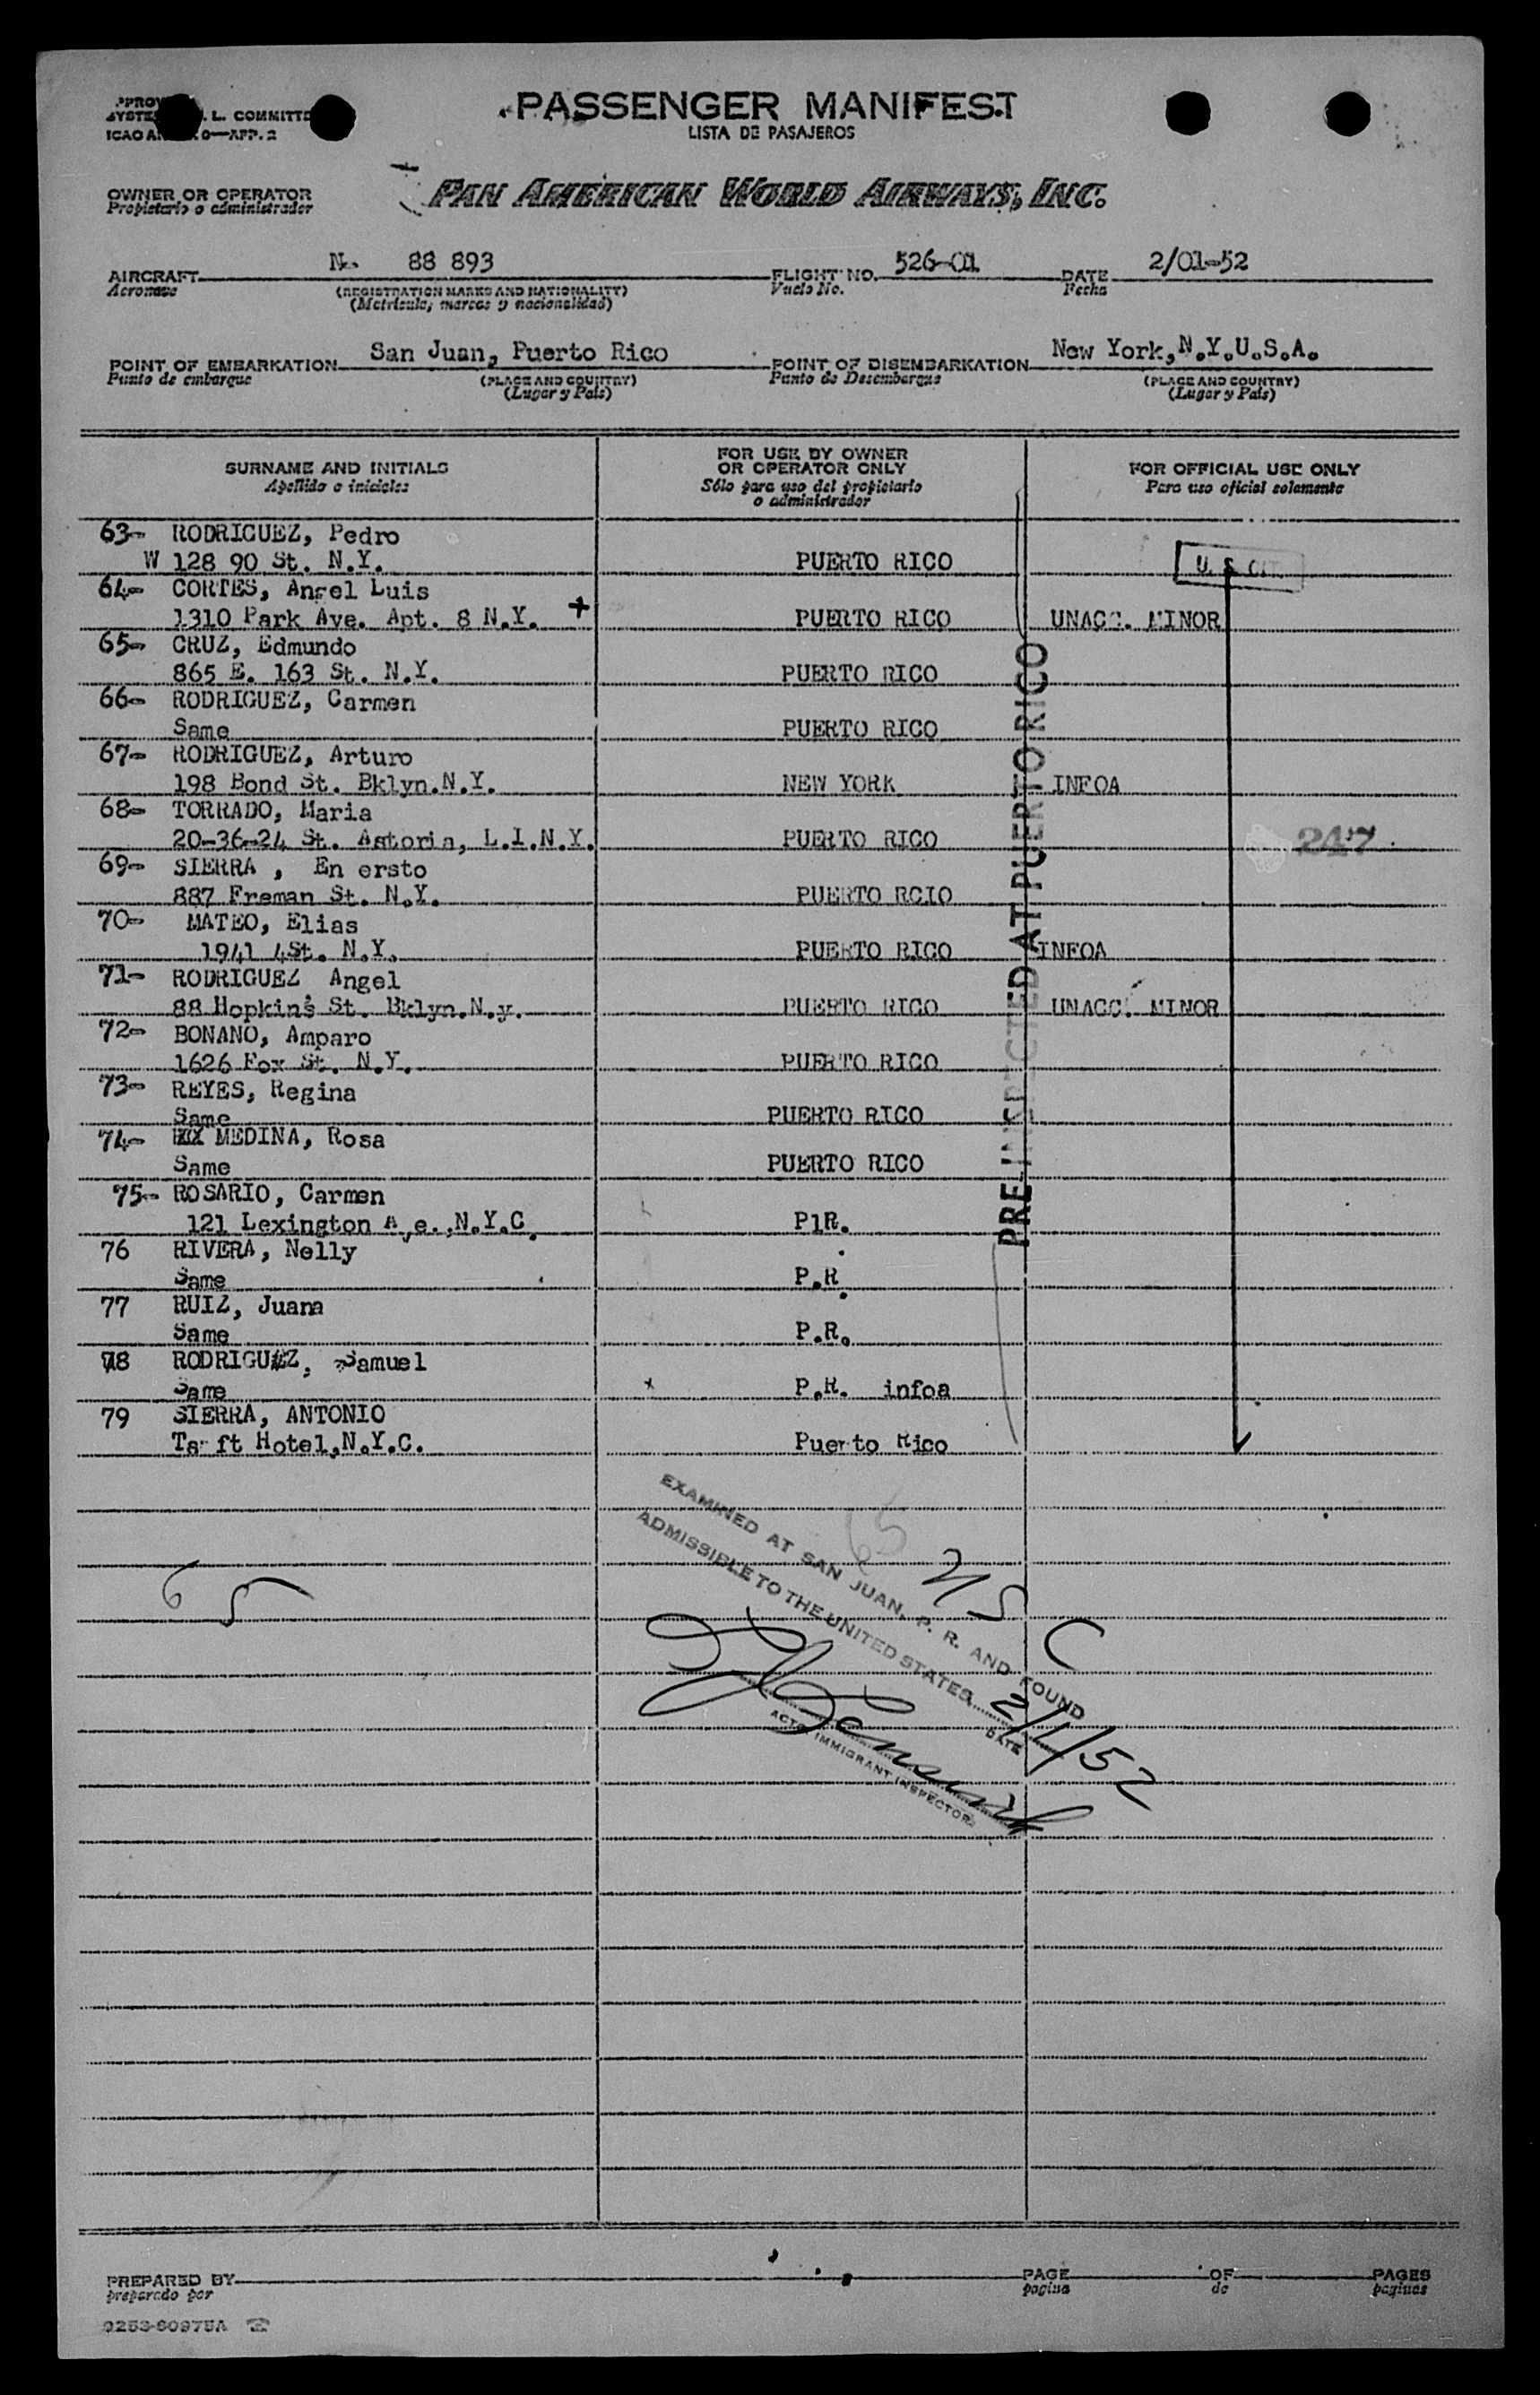 L. COMMITTE
PASSENGER MANIFEST
LISTA DE PASAJEROS
OWNER OR OPERATOR
Propietario o administrador
PAN AMERICAN WORLD AIRWAYS, INC.
AIRCRAFT N. 88 893 FLIGHT NO. 526-01 DATE 2/01-52
Aeronave (REGISTRATION MARKS AND NATIONALITY) Vuelo No. Fecha
(Matrícula, marcas y nacionalidad)
POINT OF EMBARKATION San Juan, Puerto Rico POINT OF DISEMBARKATION New York,N.Y.U.S.A.
Punto de embarque (PLACE AND COUNTRY) Punto de Desembarque (PLACE AND COUNTRY)
(Lugar y País) (Lugar y País)
SURNAME AND INITIALS FOR USE BY OWNER OR OPERATOR ONLY FOR OFFICIAL USE ONLY
Apellido e iniciales Sólo para uso del propietario o administrador Para uso oficial solamente
63- RODRIGUEZ, Pedro
W 128 90 St. N.Y. PUERTO RICO U. S. CIT.
64- CORTES, Angel Luis
1310 Park Ave. Apt. 8 N.Y. + PUERTO RICO UNACC. MINOR
65- CRUZ, Edmundo
865 E. 163 St. N.Y. PUERTO RICO
66- RODRIGUEZ, Carmen
Same PUERTO RICO
67- RODRIGUEZ, Arturo
198 Bond St. Bklyn.N.Y. NEW YORK INFOA
68- TORRADO, Maria
20-36-24 St. Astoria, L.I.N.Y. PUERTO RICO 247
69- SIERRA , En ersto
887 Freman St. N.Y. PUERTO RCIO
70- MATEO, Elias
1941 4St. N.Y. PUERTO RICO INFOA
71- RODRIGUEZ Angel
88 Hopkins St. Bklyn.N.y. PUERTO RICO UNACC. MINOR
72- BONANO, Amparo
1626 Fox St. N.Y. PUERTO RICO
73- REYES, Regina
Same PUERTO RICO
74- MEDINA, Rosa
Same PUERTO RICO
75- ROSARIO, Carmen
121 Lexington A,e.,N.Y.C. P1R.
76 RIVERA, Nelly
Same P.R.
77 RUIZ, Juana
Same P.R.
78 RODRIGUEZ, Samuel
Same x P.R. infoa
79 SIERRA, ANTONIO
Taft Hotel,N.Y.C. Puerto Rico
PRE-INSPECTED AT PUERTO RICO
65
65 USC
EXAMINED AT SAN JUAN, P. R. AND FOUND
ADMISSIBLE TO THE UNITED STATES 2/1/52
DATE
ACTG. IMMIGRANT INSPECTOR
PREPARED BY PAGE OF PAGES
preparado por pagina de paginas
0253-60975A